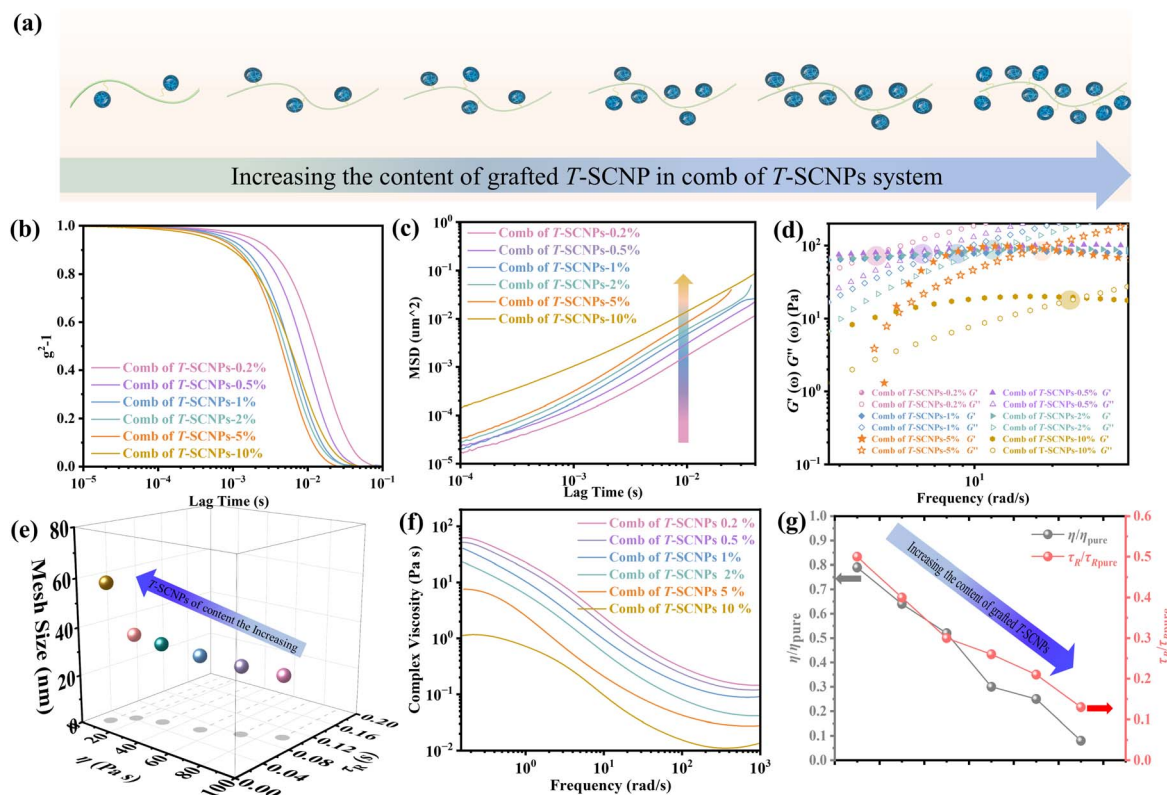 (a)
Increasing the content of grafted T-SCNP in comb of T-SCNPs system
(b)
g²-1
1.0
0.8
0.6
0.4
0.2
0.0
Comb of T-SCNPs-0.2%
Comb of T-SCNPs-0.5%
Comb of T-SCNPs-1%
Comb of T-SCNPs-2%
Comb of T-SCNPs-5%
Comb of T-SCNPs-10%
10⁻⁵ 10⁻⁴ 10⁻³ 10⁻² 10⁻¹
Lag Time (s)
(c)
MSD (um^2)
10⁰
10⁻¹
10⁻²
10⁻³
10⁻⁴
10⁻⁵
Comb of T-SCNPs-0.2%
Comb of T-SCNPs-0.5%
Comb of T-SCNPs-1%
Comb of T-SCNPs-2%
Comb of T-SCNPs-5%
Comb of T-SCNPs-10%
10⁻⁴ 10⁻³ 10⁻²
Lag Time (s)
(d)
G' (ω) G'' (ω) (Pa)
10²
10¹
10⁰
10⁻¹
Comb of T-SCNPs-0.2% G' Comb of T-SCNPs-0.5% G'
Comb of T-SCNPs-0.2% G'' Comb of T-SCNPs-0.5% G''
Comb of T-SCNPs-1% G' Comb of T-SCNPs-2% G'
Comb of T-SCNPs-1% G'' Comb of T-SCNPs-2% G''
Comb of T-SCNPs-5% G' Comb of T-SCNPs-10% G'
Comb of T-SCNPs-5% G'' Comb of T-SCNPs-10% G''
10¹
Frequency (rad/s)
(e)
Mesh Size (nm)
80
60
40
20
0
T-SCNPs of content the Increasing
0 20 40 60 80 100
η (Pa s)
0.00 0.04 0.08 0.12 0.16 0.20
τR (s)
(f)
Complex Viscosity (Pa s)
10²
10¹
10⁰
10⁻¹
10⁻²
Comb of T-SCNPs 0.2 %
Comb of T-SCNPs 0.5 %
Comb of T-SCNPs 1%
Comb of T-SCNPs 2%
Comb of T-SCNPs 5 %
Comb of T-SCNPs 10 %
10⁰ 10¹ 10² 10³
Frequency (rad/s)
(g)
η/ηpure
0.9
0.8
0.7
0.6
0.5
0.4
0.3
0.2
0.1
0.0
Increasing the content of grafted T-SCNPs
η/ηpure
τR/τRpure
0.6
0.5
0.4
0.3
0.2
0.1
0.0
τR/τRpure